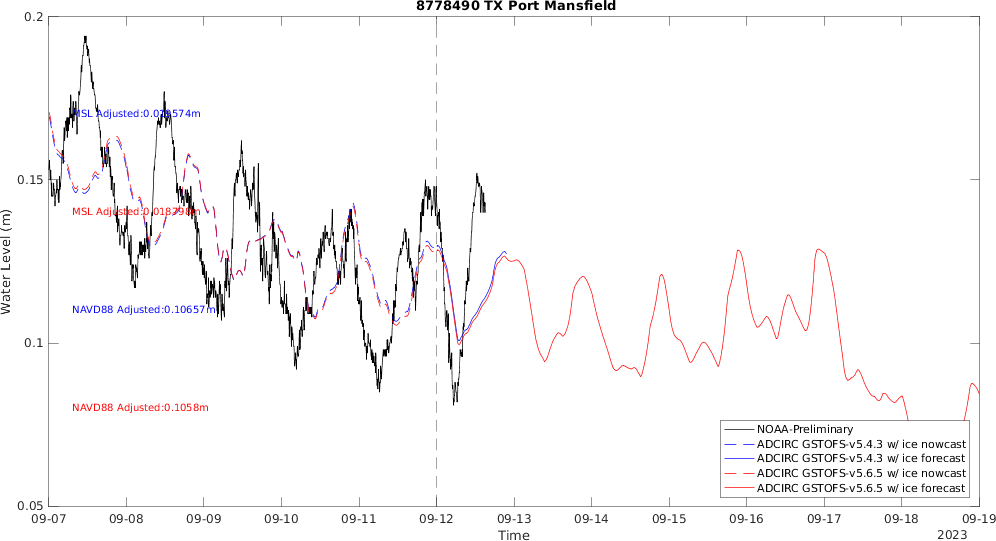 8778490 TX Port Mansfield
0.2
0.15
0.1
0.05
Water Level (m)
MSL Adjusted:
MSL Adjusted:0.018398m
NAVD88 Adjusted:0.10657m
NAVD88 Adjusted:0.1058m
NOAA-Preliminary
ADCIRC GSTOFS-v5.4.3 w/ ice nowcast
ADCIRC GSTOFS-v5.4.3 w/ ice forecast
ADCIRC GSTOFS-v5.6.5 w/ ice nowcast
ADCIRC GSTOFS-v5.6.5 w/ ice forecast
09-07 09-08 09-09 09-10 09-11 09-12 09-13 09-14 09-15 09-16 09-17 09-18 09-19
Time
2023